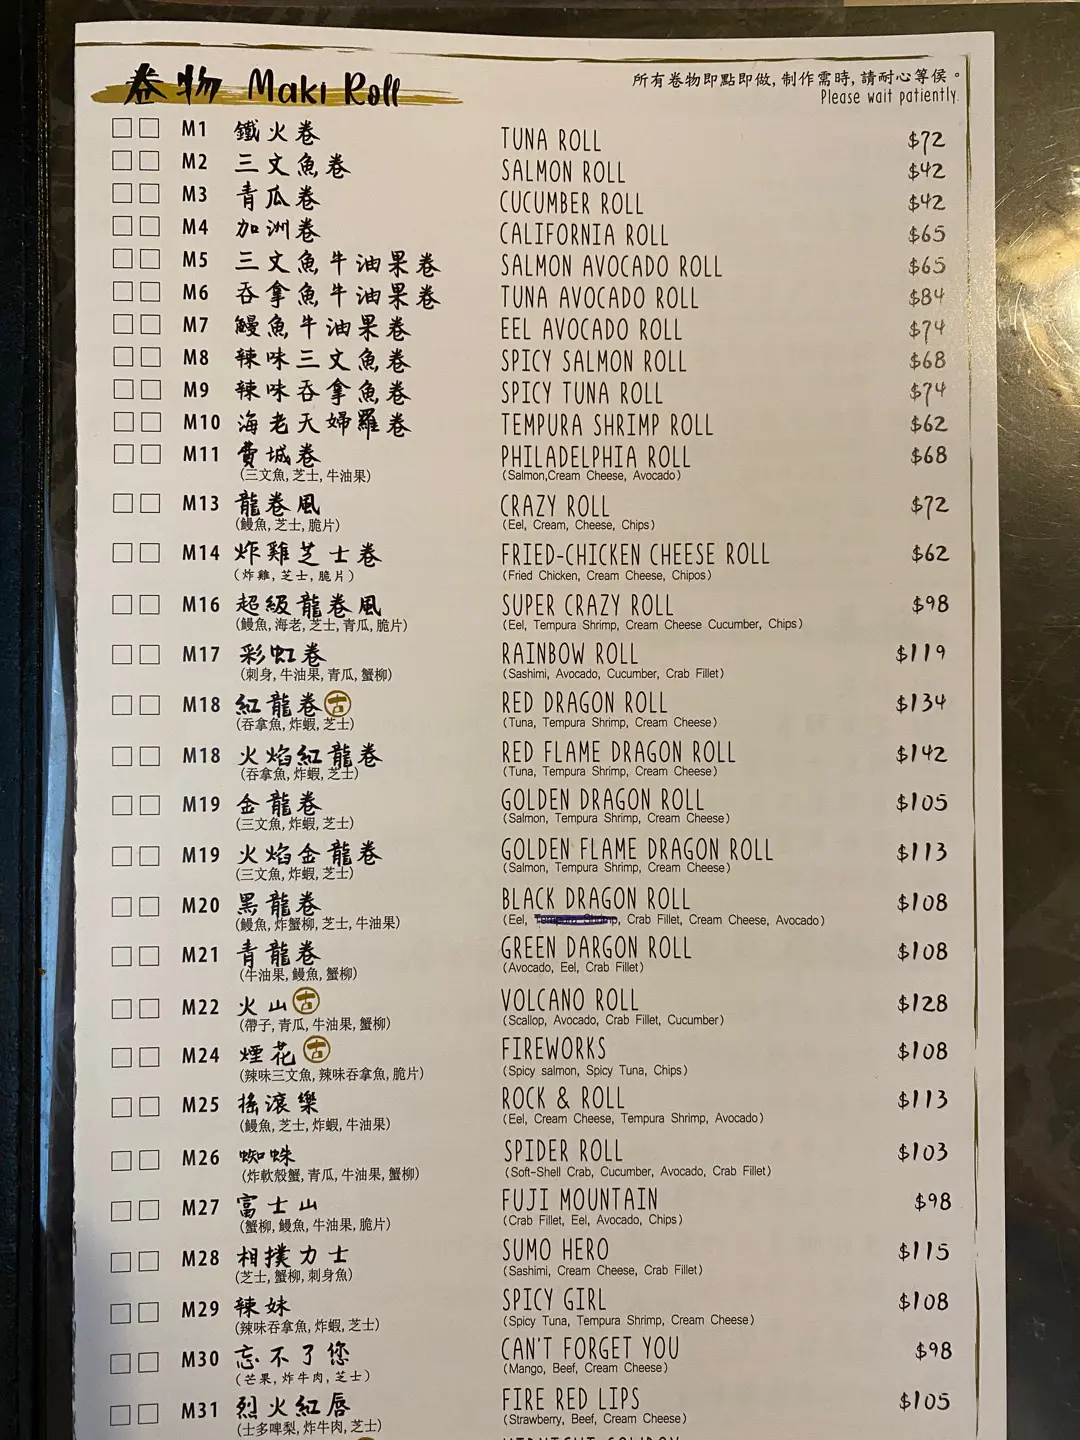 卷物 Maki Roll
所有卷物即點即做, 制作需時, 請耐心等侯。
Please wait patiently.
M1 鐵火卷 TUNA ROLL $72
M2 三文魚卷 SALMON ROLL $42
M3 青瓜卷 CUCUMBER ROLL $42
M4 加洲卷 CALIFORNIA ROLL $65
M5 三文魚牛油果卷 SALMON AVOCADO ROLL $65
M6 吞拿魚牛油果卷 TUNA AVOCADO ROLL $84
M7 鰻魚牛油果卷 EEL AVOCADO ROLL $74
M8 辣味三文魚卷 SPICY SALMON ROLL $68
M9 辣味吞拿魚卷 SPICY TUNA ROLL $74
M10 海老天婦羅卷 TEMPURA SHRIMP ROLL $62
M11 費城卷 PHILADELPHIA ROLL $68
(三文魚, 芝士, 牛油果) (Salmon,Cream Cheese, Avocado)
M13 龍卷風 CRAZY ROLL $72
(鰻魚, 芝士, 脆片) (Eel, Cream, Cheese, Chips)
M14 炸雞芝士卷 FRIED-CHICKEN CHEESE ROLL $62
(炸雞, 芝士, 脆片) (Fried Chicken, Cream Cheese, Chipos)
M16 超級龍卷風 SUPER CRAZY ROLL $98
(鰻魚, 海老, 芝士, 青瓜, 脆片) (Eel, Tempura Shrimp, Cream Cheese Cucumber, Chips)
M17 彩虹卷 RAINBOW ROLL $119
(刺身, 牛油果, 青瓜, 蟹柳) (Sashimi, Avocado, Cucumber, Crab Fillet)
M18 紅龍卷 古 RED DRAGON ROLL $134
(吞拿魚, 炸蝦, 芝士) (Tuna, Tempura Shrimp, Cream Cheese)
M18 火焰紅龍卷 RED FLAME DRAGON ROLL $142
(吞拿魚, 炸蝦, 芝士) (Tuna, Tempura Shrimp, Cream Cheese)
M19 金龍卷 GOLDEN DRAGON ROLL $105
(三文魚, 炸蝦, 芝士) (Salmon, Tempura Shrimp, Cream Cheese)
M19 火焰金龍卷 GOLDEN FLAME DRAGON ROLL $113
(三文魚, 炸蝦, 芝士) (Salmon, Tempura Shrimp, Cream Cheese)
M20 黑龍卷 BLACK DRAGON ROLL $108
(鰻魚, 炸蟹柳, 芝士, 牛油果) (Eel, Tempura Shrimp, Crab Fillet, Cream Cheese, Avocado)
M21 青龍卷 GREEN DARGON ROLL $108
(牛油果, 鰻魚, 蟹柳) (Avocado, Eel, Crab Fillet)
M22 火山 古 VOLCANO ROLL $128
(帶子, 青瓜, 牛油果, 蟹柳) (Scallop, Avocado, Crab Fillet, Cucumber)
M24 煙花 古 FIREWORKS $108
(辣味三文魚, 辣味吞拿魚, 脆片) (Spicy salmon, Spicy Tuna, Chips)
M25 搖滾樂 ROCK & ROLL $113
(鰻魚, 芝士, 炸蝦, 牛油果) (Eel, Cream Cheese, Tempura Shrimp, Avocado)
M26 蜘蛛 SPIDER ROLL $103
(炸軟殼蟹, 青瓜, 牛油果, 蟹柳) (Soft-Shell Crab, Cucumber, Avocado, Crab Fillet)
M27 富士山 FUJI MOUNTAIN $98
(蟹柳, 鰻魚, 牛油果, 脆片) (Crab Fillet, Eel, Avocado, Chips)
M28 相撲力士 SUMO HERO $115
(芝士, 蟹柳, 刺身魚) (Sashimi, Cream Cheese, Crab Fillet)
M29 辣妹 SPICY GIRL $108
(辣味吞拿魚, 炸蝦, 芝士) (Spicy Tuna, Tempura Shrimp, Cream Cheese)
M30 忘不了您 CAN'T FORGET YOU $98
(芒果, 炸牛肉, 芝士) (Mango, Beef, Cream Cheese)
M31 烈火紅唇 FIRE RED LIPS $105
(士多啤梨, 炸牛肉, 芝士) (Strawberry, Beef, Cream Cheese)